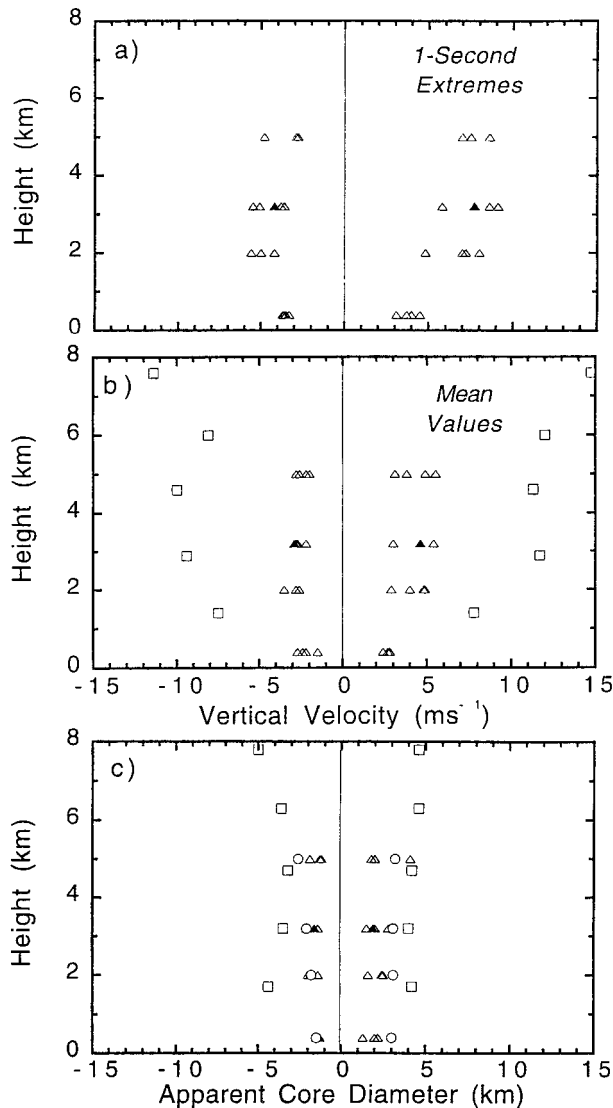 a)
1-Second
Extremes
Height (km)
8
6
4
2
0
b)
Mean
Values
Height (km)
8
6
4
2
0
-15 -10 -5 0 5 10 15
Vertical Velocity (ms⁻¹)
c)
Height (km)
8
6
4
2
0
-15 -10 -5 0 5 10 15
Apparent Core Diameter (km)